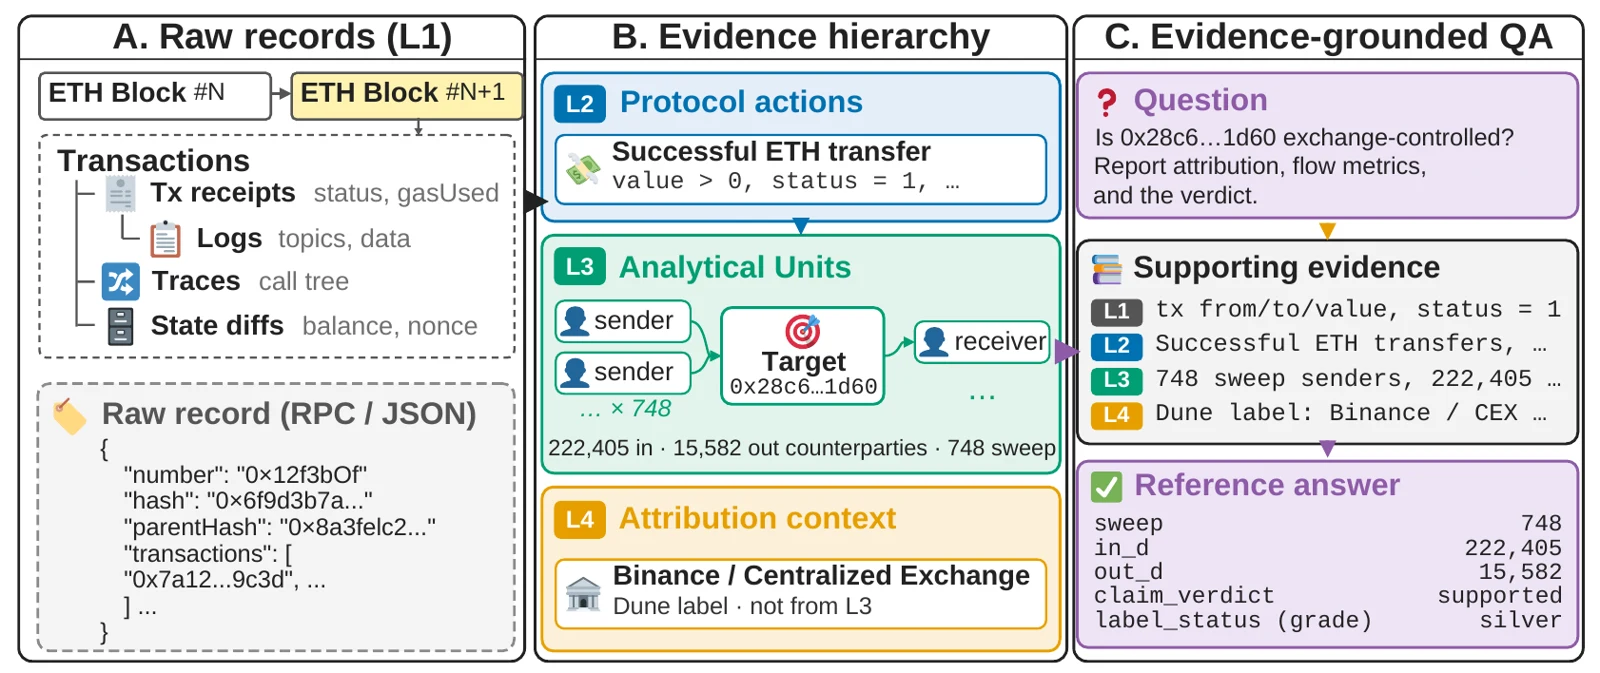 A. Raw records (L1)
ETH Block #N
ETH Block #N+1
Transactions
Tx receipts status, gasUsed
Logs topics, data
Traces call tree
State diffs balance, nonce
Raw record (RPC / JSON)
{
"number": "0×12f3bOf"
"hash": "0×6f9d3b7a..."
"parentHash": "0×8a3felc2..."
"transactions": [
"0x7a12...9c3d", ...
] ...
}
B. Evidence hierarchy
L2 Protocol actions
Successful ETH transfer
value > 0, status = 1, …
L3 Analytical Units
sender
sender
… × 748
Target
0x28c6…1d60
receiver
…
222,405 in · 15,582 out counterparties · 748 sweep
L4 Attribution context
Binance / Centralized Exchange
Dune label · not from L3
C. Evidence-grounded QA
Question
Is 0x28c6…1d60 exchange-controlled?
Report attribution, flow metrics,
and the verdict.
Supporting evidence
L1 tx from/to/value, status = 1
L2 Successful ETH transfers, …
L3 748 sweep senders, 222,405 …
L4 Dune label: Binance / CEX …
Reference answer
sweep 748
in_d 222,405
out_d 15,582
claim_verdict supported
label_status (grade) silver